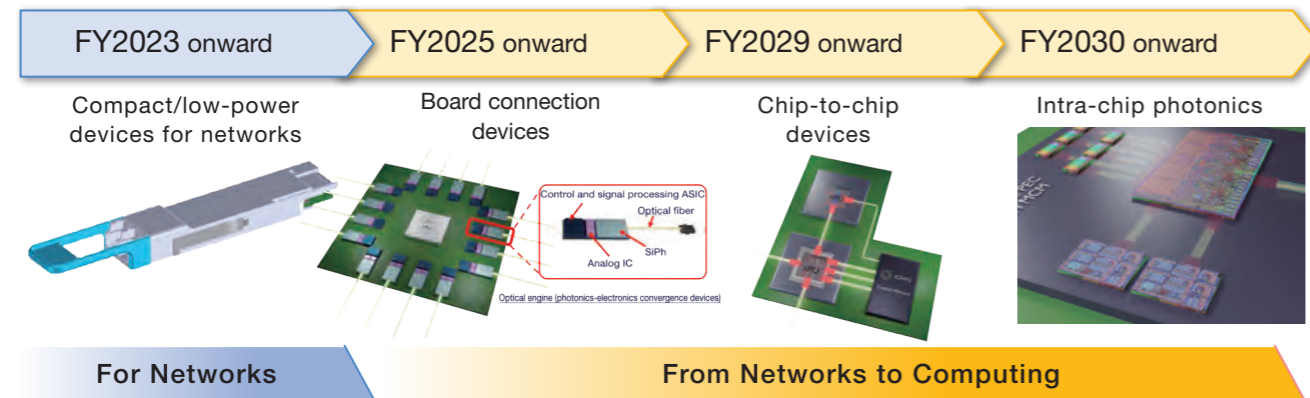 FY2023 onward
FY2025 onward
FY2029 onward
FY2030 onward
Compact/low-power
devices for networks
Board connection
devices
Chip-to-chip
devices
Intra-chip photonics
Control and signal processing ASIC
Optical fiber
SiPh
Analog IC
Optical engine (photonics-electronics convergence devices)
xPU
For Networks
From Networks to Computing